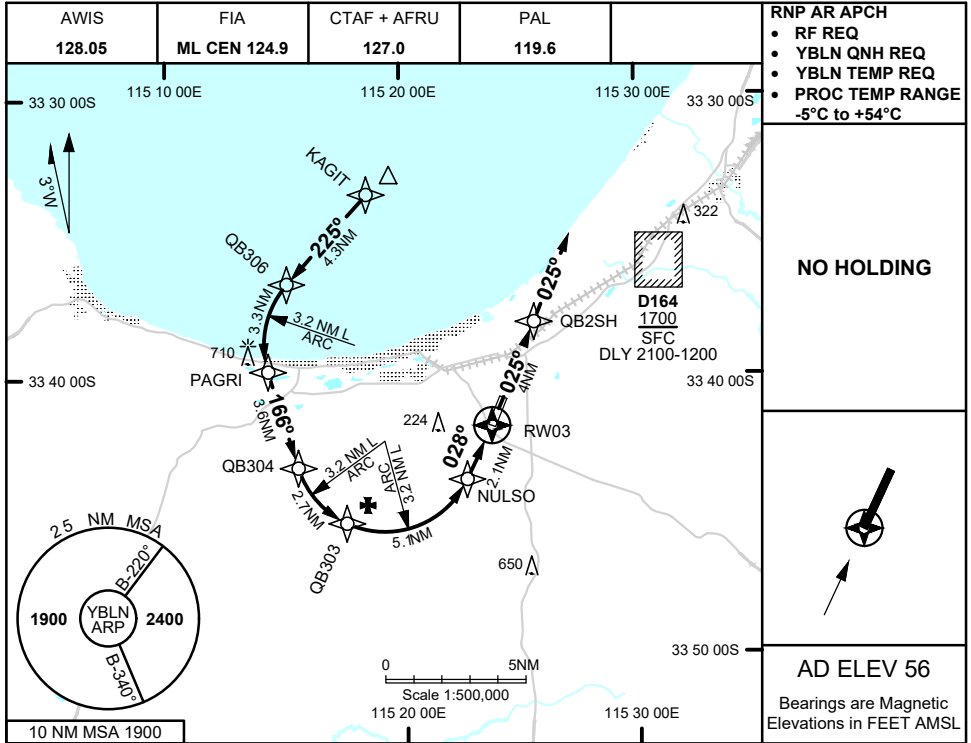 AWIS
128.05
FIA
ML CEN 124.9
CTAF + AFRU
127.0
PAL
119.6
RNP AR APCH
• RF REQ
• YBLN QNH REQ
• YBLN TEMP REQ
• PROC TEMP RANGE
-5°C to +54°C
NO HOLDING
AD ELEV 56
Bearings are Magnetic
Elevations in FEET AMSL
115 10 00E
115 20 00E
115 30 00E
33 30 00S
33 30 00S
3°W
KAGIT
225°
4.3NM
QB306
3.3NM
3.2 NM L
ARC
710
PAGRI
33 40 00S
33 40 00S
166°
3.6NM
QB304
3.2 NM L
ARC
2.7NM
QB303
3.2 NM L
ARC
5.1NM
224
028°
NULSO
2.1NM
RW03
025°
4NM
QB2SH
025°
322
D164
1700
SFC
DLY 2100-1200
650
33 50 00S
25 NM MSA
B-220°
1900
YBLN
ARP
2400
B-340°
10 NM MSA 1900
0
5NM
Scale 1:500,000
115 20 00E
115 30 00E